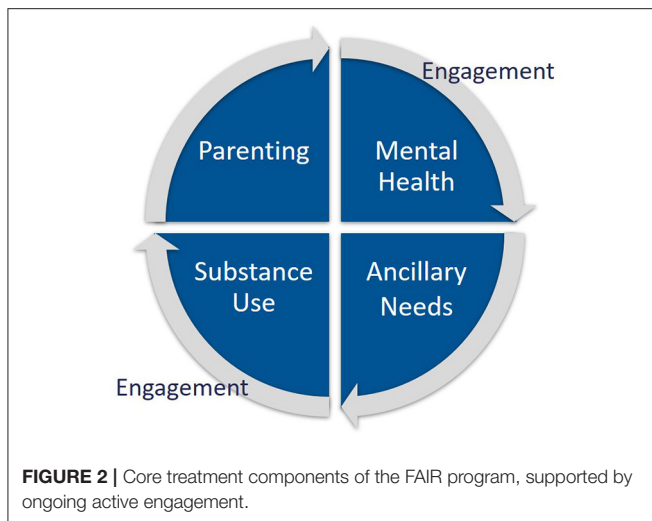 Engagement
Parenting
Mental
Health
Substance
Use
Ancillary
Needs
Engagement
FIGURE 2 | Core treatment components of the FAIR program, supported by
ongoing active engagement.